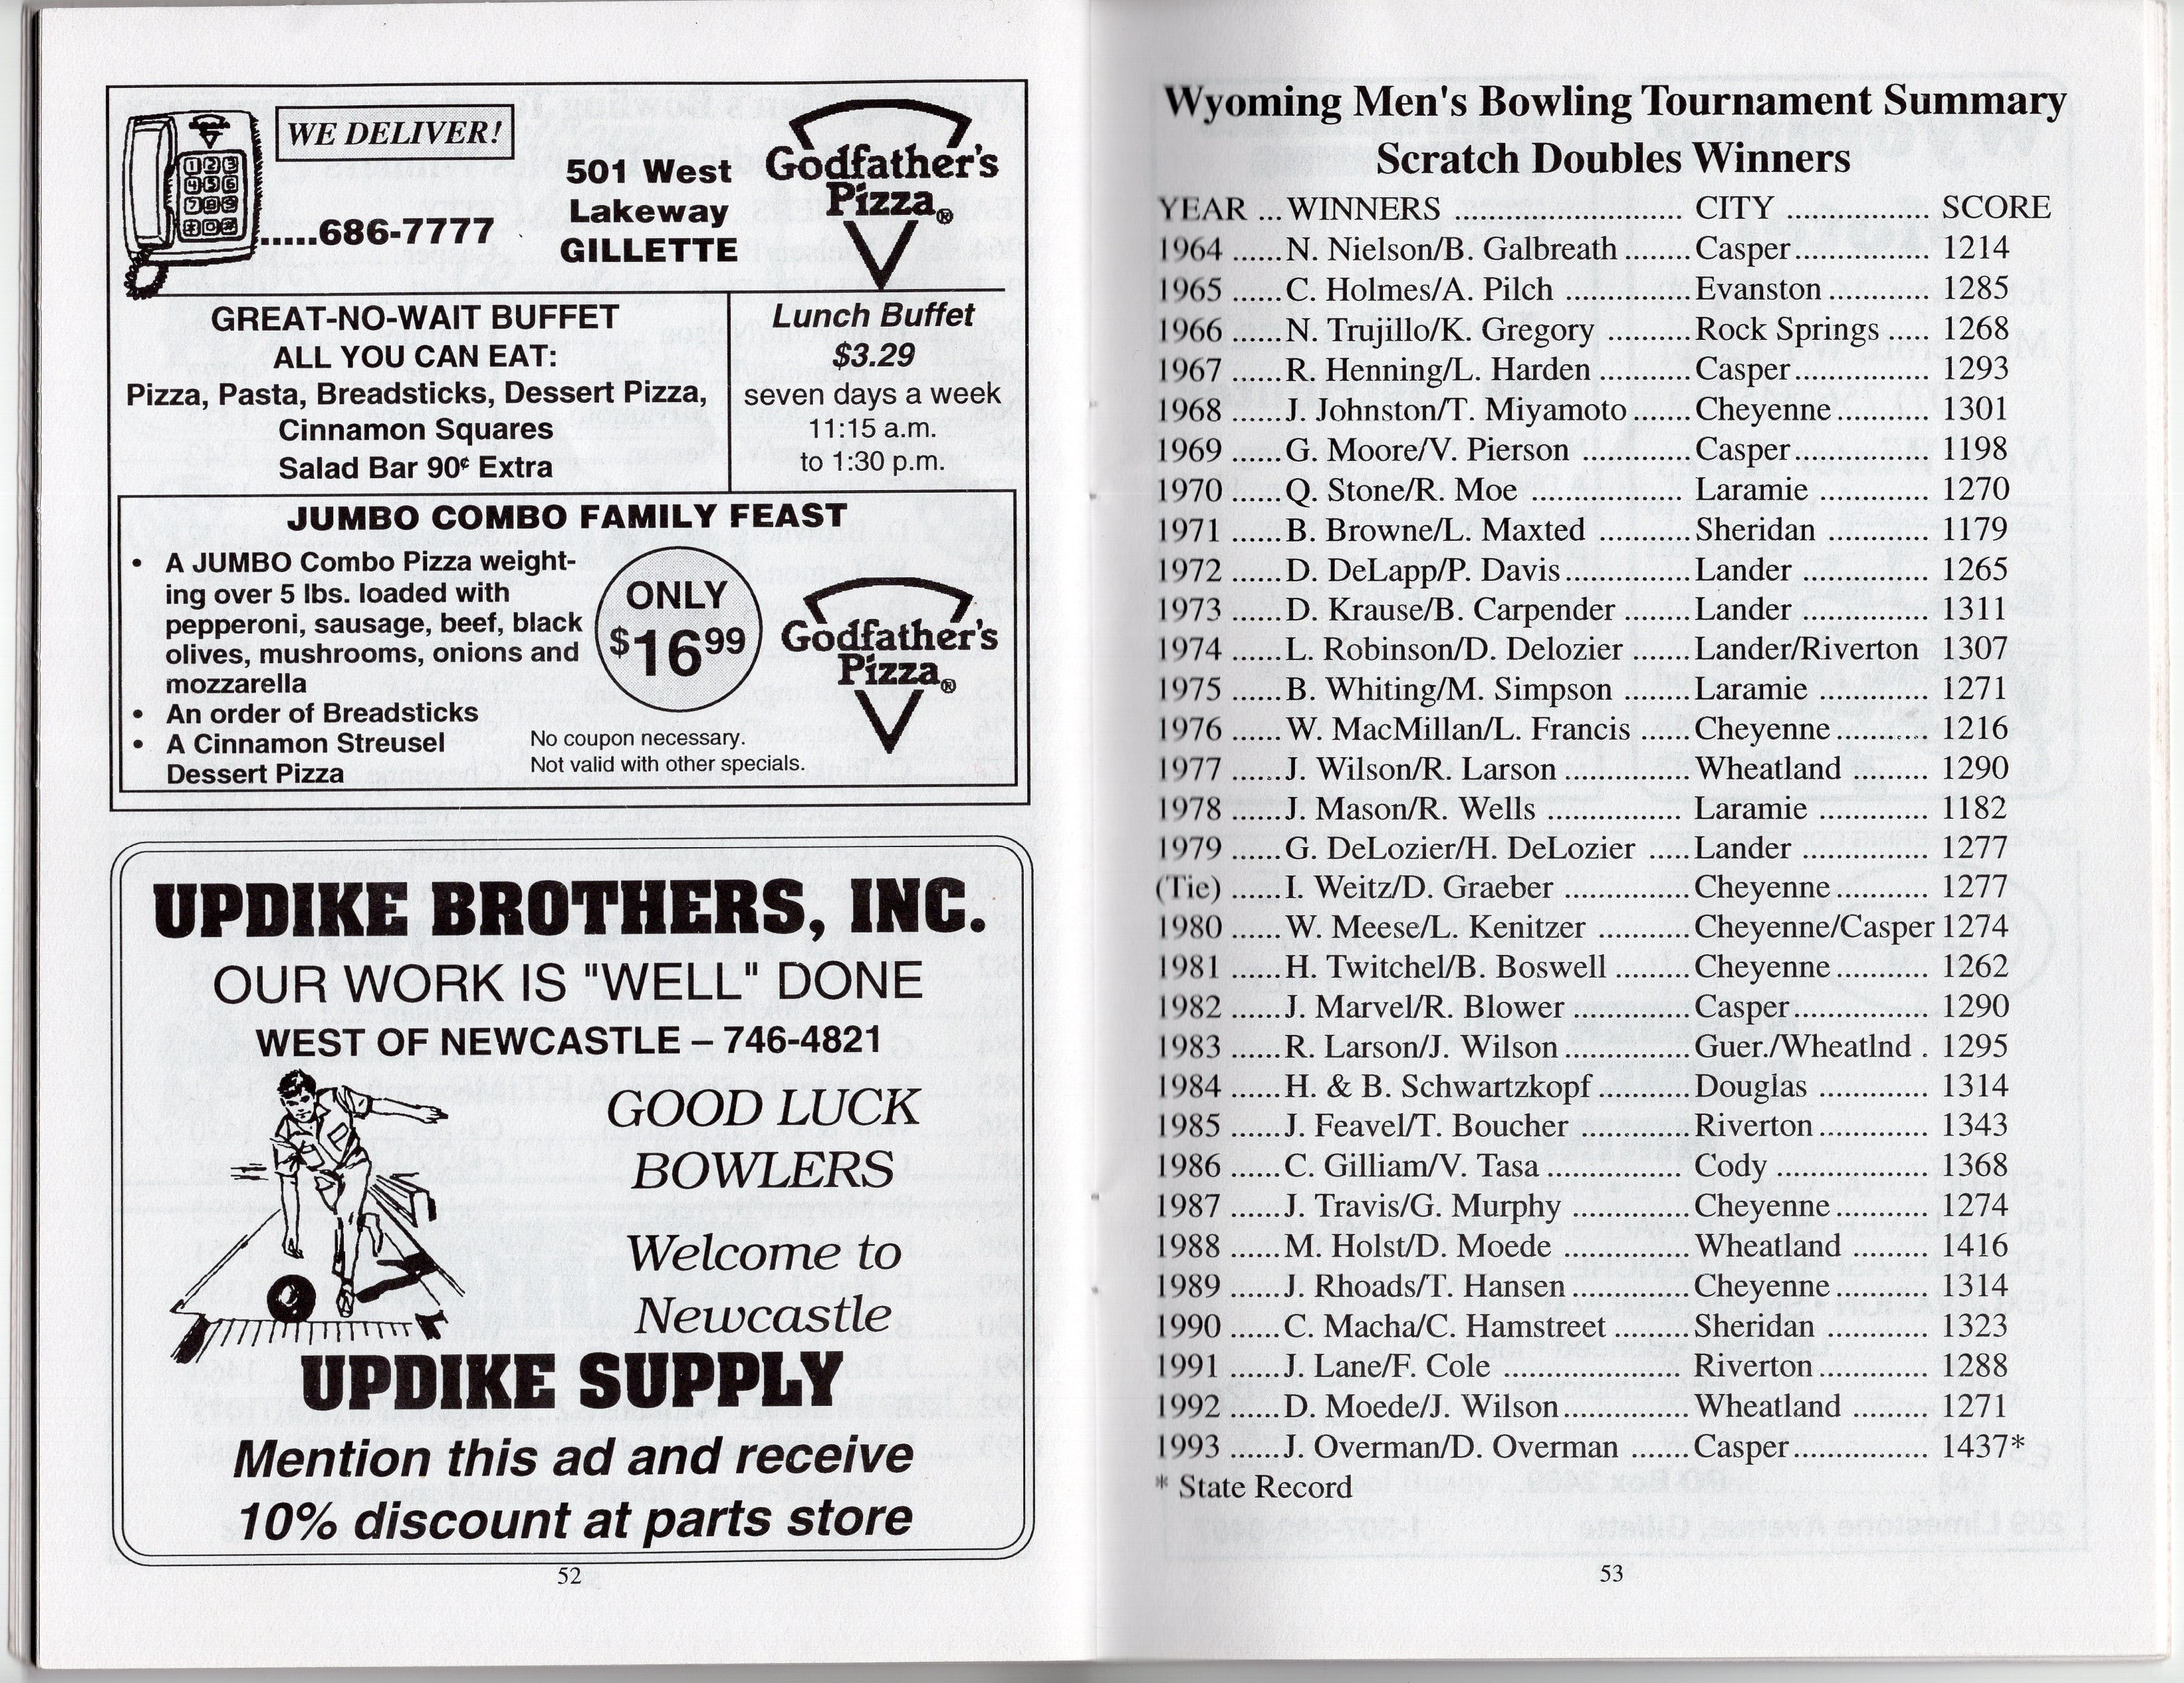 WE DELIVER!
.....686-7777
501 West
Lakeway
GILLETTE
Godfather's
Pizza®
GREAT-NO-WAIT BUFFET
ALL YOU CAN EAT:
Pizza, Pasta, Breadsticks, Dessert Pizza,
Cinnamon Squares
Salad Bar 90¢ Extra
Lunch Buffet
$3.29
seven days a week
11:15 a.m.
to 1:30 p.m.
JUMBO COMBO FAMILY FEAST
• A JUMBO Combo Pizza weight-
ing over 5 lbs. loaded with
pepperoni, sausage, beef, black
olives, mushrooms, onions and
mozzarella
• An order of Breadsticks
• A Cinnamon Streusel
Dessert Pizza
ONLY
$16.99
Godfather's
Pizza®
No coupon necessary.
Not valid with other specials.
UPDIKE BROTHERS, INC.
OUR WORK IS "WELL" DONE
WEST OF NEWCASTLE – 746-4821
GOOD LUCK
BOWLERS
Welcome to
Newcastle
UPDIKE SUPPLY
Mention this ad and receive
10% discount at parts store
52
Wyoming Men's Bowling Tournament Summary
Scratch Doubles Winners
YEAR ... WINNERS ............................ CITY ................. SCORE
1964 ...... N. Nielson/B. Galbreath ........ Casper ................ 1214
1965 ...... C. Holmes/A. Pilch ............... Evanston ............ 1285
1966 ...... N. Trujillo/K. Gregory .......... Rock Springs ..... 1268
1967 ...... R. Henning/L. Harden ........... Casper ................ 1293
1968 ...... J. Johnston/T. Miyamoto ....... Cheyenne ........... 1301
1969 ...... G. Moore/V. Pierson ............. Casper ................ 1198
1970 ...... Q. Stone/R. Moe .................. Laramie ............. 1270
1971 ...... B. Browne/L. Maxted ........... Sheridan ............ 1179
1972 ...... D. DeLapp/P. Davis ............... Lander ............... 1265
1973 ...... D. Krause/B. Carpender ........ Lander ............... 1311
1974 ...... L. Robinson/D. Delozier ....... Lander/Riverton 1307
1975 ...... B. Whiting/M. Simpson ......... Laramie ............. 1271
1976 ...... W. MacMillan/L. Francis ...... Cheyenne ........... 1216
1977 ...... J. Wilson/R. Larson ............... Wheatland ......... 1290
1978 ...... J. Mason/R. Wells ................ Laramie ............. 1182
1979 ...... G. DeLozier/H. DeLozier ..... Lander ............... 1277
(Tie) ...... I. Weitz/D. Graeber ............... Cheyenne ........... 1277
1980 ...... W. Meese/L. Kenitzer ........... Cheyenne/Casper 1274
1981 ...... H. Twitchel/B. Boswell ......... Cheyenne ........... 1262
1982 ...... J. Marvel/R. Blower .............. Casper ................ 1290
1983 ...... R. Larson/J. Wilson ............... Guer./Wheatlnd . 1295
1984 ...... H. & B. Schwartzkopf ........... Douglas ............. 1314
1985 ...... J. Feavel/T. Boucher ............. Riverton ............. 1343
1986 ...... C. Gilliam/V. Tasa ................. Cody .................. 1368
1987 ...... J. Travis/G. Murphy ............... Cheyenne ........... 1274
1988 ...... M. Holst/D. Moede ............... Wheatland ......... 1416
1989 ...... J. Rhoads/T. Hansen .............. Cheyenne ........... 1314
1990 ...... C. Macha/C. Hamstreet ......... Sheridan ............ 1323
1991 ...... J. Lane/F. Cole ..................... Riverton ............. 1288
1992 ...... D. Moede/J. Wilson ............... Wheatland ......... 1271
1993 ...... J. Overman/D. Overman ...... Casper ................ 1437*
* State Record
53